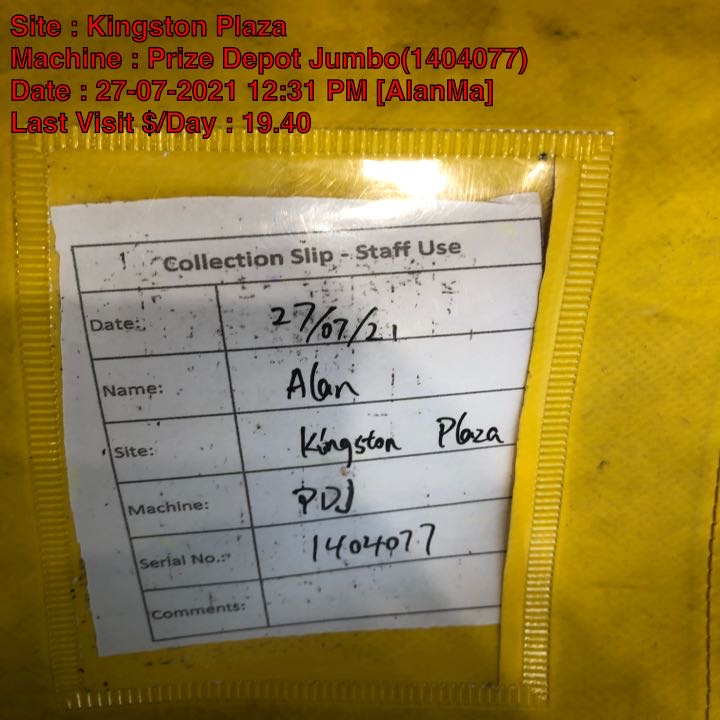 Site : Kingston Plaza
Machine : Prize Depot Jumbo(1404077)
Date : 27-07-2021 12:31 PM [AlanMa]
Last Visit $/Day : 19.40
Collection Slip - Staff Use
Date: 27/07/21
Name: Alan
Site: Kingston Plaza
Machine: PDJ
Serial No.: 1404077
Comments: